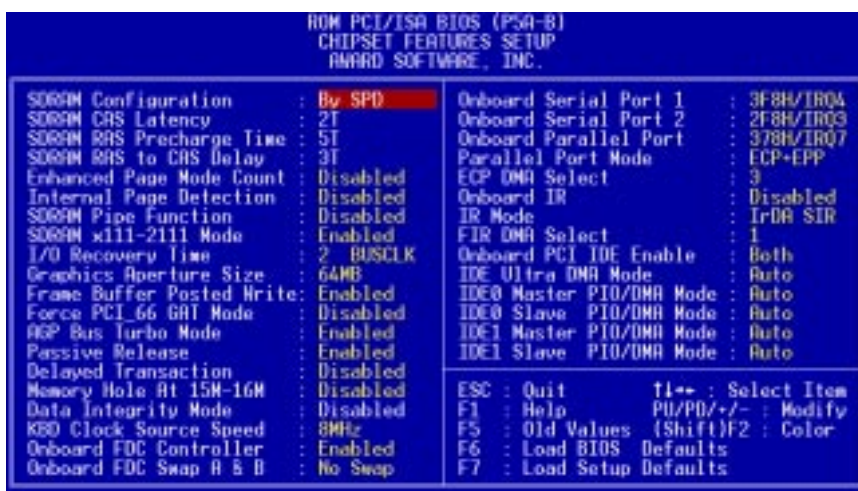 ROM PCI/ISA BIOS (P5A-B)
CHIPSET FEATURES SETUP
AWARD SOFTWARE, INC.
SDRAM Configuration : By SPD
SDRAM CAS Latency : 2T
SDRAM RAS Precharge Time : 5T
SDRAM RAS to CAS Delay : 3T
Enhanced Page Mode Count : Disabled
Internal Page Detection : Disabled
SDRAM Pipe Function : Disabled
SDRAM x111-2111 Mode : Enabled
I/O Recovery Time : 2 BUSCLK
Graphics Aperture Size : 64MB
Frame Buffer Posted Write: Enabled
Force PCI_66 GAT Mode : Disabled
AGP Bus Turbo Mode : Enabled
Passive Release : Enabled
Delayed Transaction : Disabled
Memory Hole At 15M-16M : Disabled
Data Integrity Mode : Disabled
KBD Clock Source Speed : 8MHz
Onboard FDC Controller : Enabled
Onboard FDC Swap A & B : No Swap
Onboard Serial Port 1 : 3F8H/IRQ4
Onboard Serial Port 2 : 2F8H/IRQ3
Onboard Parallel Port : 378H/IRQ7
Parallel Port Mode : ECP+EPP
ECP DMA Select : 3
Onboard IR : Disabled
IR Mode : IrDA SIR
FIR DMA Select : 1
Onboard PCI IDE Enable : Both
IDE Ultra DMA Mode : Auto
IDE0 Master PIO/DMA Mode : Auto
IDE0 Slave PIO/DMA Mode : Auto
IDE1 Master PIO/DMA Mode : Auto
IDE1 Slave PIO/DMA Mode : Auto
ESC : Quit ↑↓→← : Select Item
F1 : Help PU/PD/+/- : Modify
F5 : Old Values (Shift)F2 : Color
F6 : Load BIOS Defaults
F7 : Load Setup Defaults